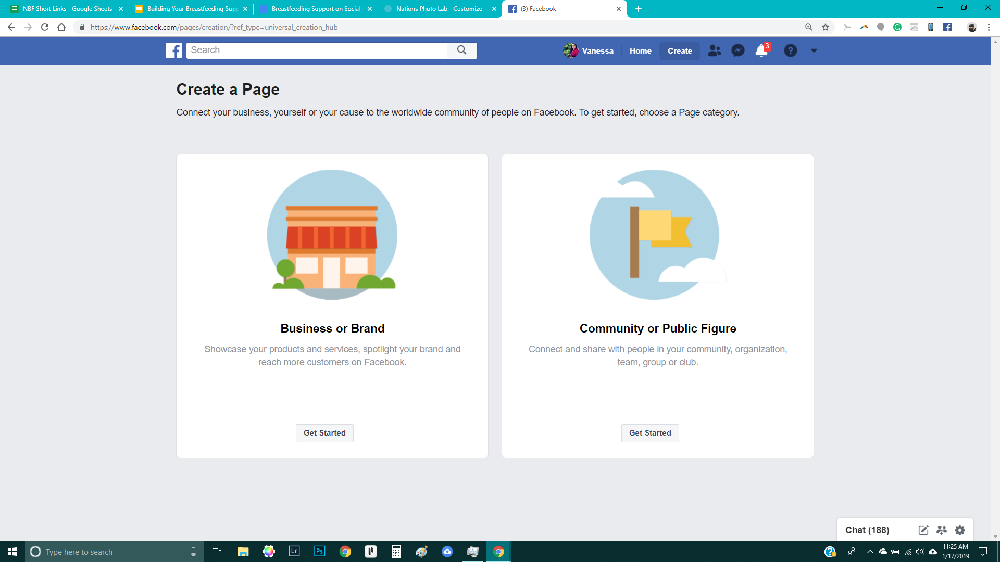 NBF Short Links - Google Sheets
Building Your Breastfeeding Supp
Breastfeeding Support on Social
Nations Photo Lab - Customize
(3) Facebook
https://www.facebook.com/pages/creation/?ref_type=universal_creation_hub
Search
Vanessa
Home
Create
3
Create a Page
Connect your business, yourself or your cause to the worldwide community of people on Facebook. To get started, choose a Page category.
Business or Brand
Showcase your products and services, spotlight your brand and
reach more customers on Facebook.
Get Started
Community or Public Figure
Connect and share with people in your community, organization,
team, group or club.
Get Started
Chat (188)
Type here to search
Lr
Ps
11:25 AM
1/17/2019